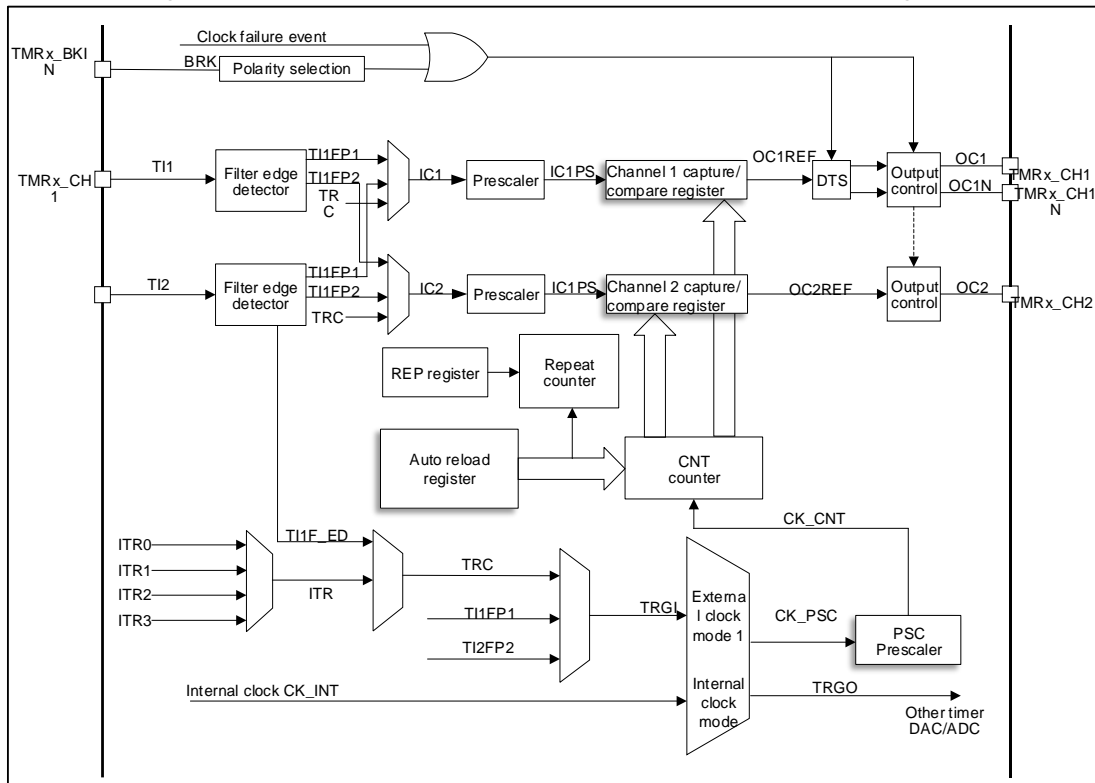 Clock failure event
TMRx_BKI
N
BRK
Polarity selection
TI1
TMRx_CH
1
Filter edge
detector
TI1FP1
TI1FP2
TR
C
IC1
Prescaler
IC1PS
Channel 1 capture/
compare register
OC1REF
DTS
Output
control
OC1
OC1N
TMRx_CH1
TMRx_CH1
N
TI2
Filter edge
detector
TI1FP1
TI1FP2
TRC
IC2
Prescaler
IC1PS
Channel 2 capture/
compare register
OC2REF
Output
control
OC2
TMRx_CH2
REP register
Repeat
counter
Auto reload
register
CNT
counter
CK_CNT
ITR0
ITR1
ITR2
ITR3
TI1F_ED
ITR
TRC
TI1FP1
TI2FP2
TRGI
Externa
l clock
mode 1
Internal
clock
mode
CK_PSC
PSC
Prescaler
Internal clock CK_INT
TRGO
Other timer
DAC/ADC